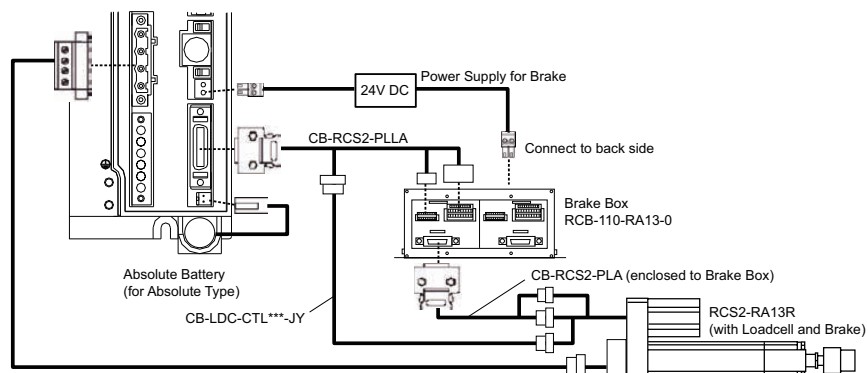 Power Supply for Brake
24V DC
CB-RCS2-PLLA
Connect to back side
Brake Box
RCB-110-RA13-0
Absolute Battery
(for Absolute Type)
CB-RCS2-PLA (enclosed to Brake Box)
CB-LDC-CTL***-JY
RCS2-RA13R
(with Loadcell and Brake)